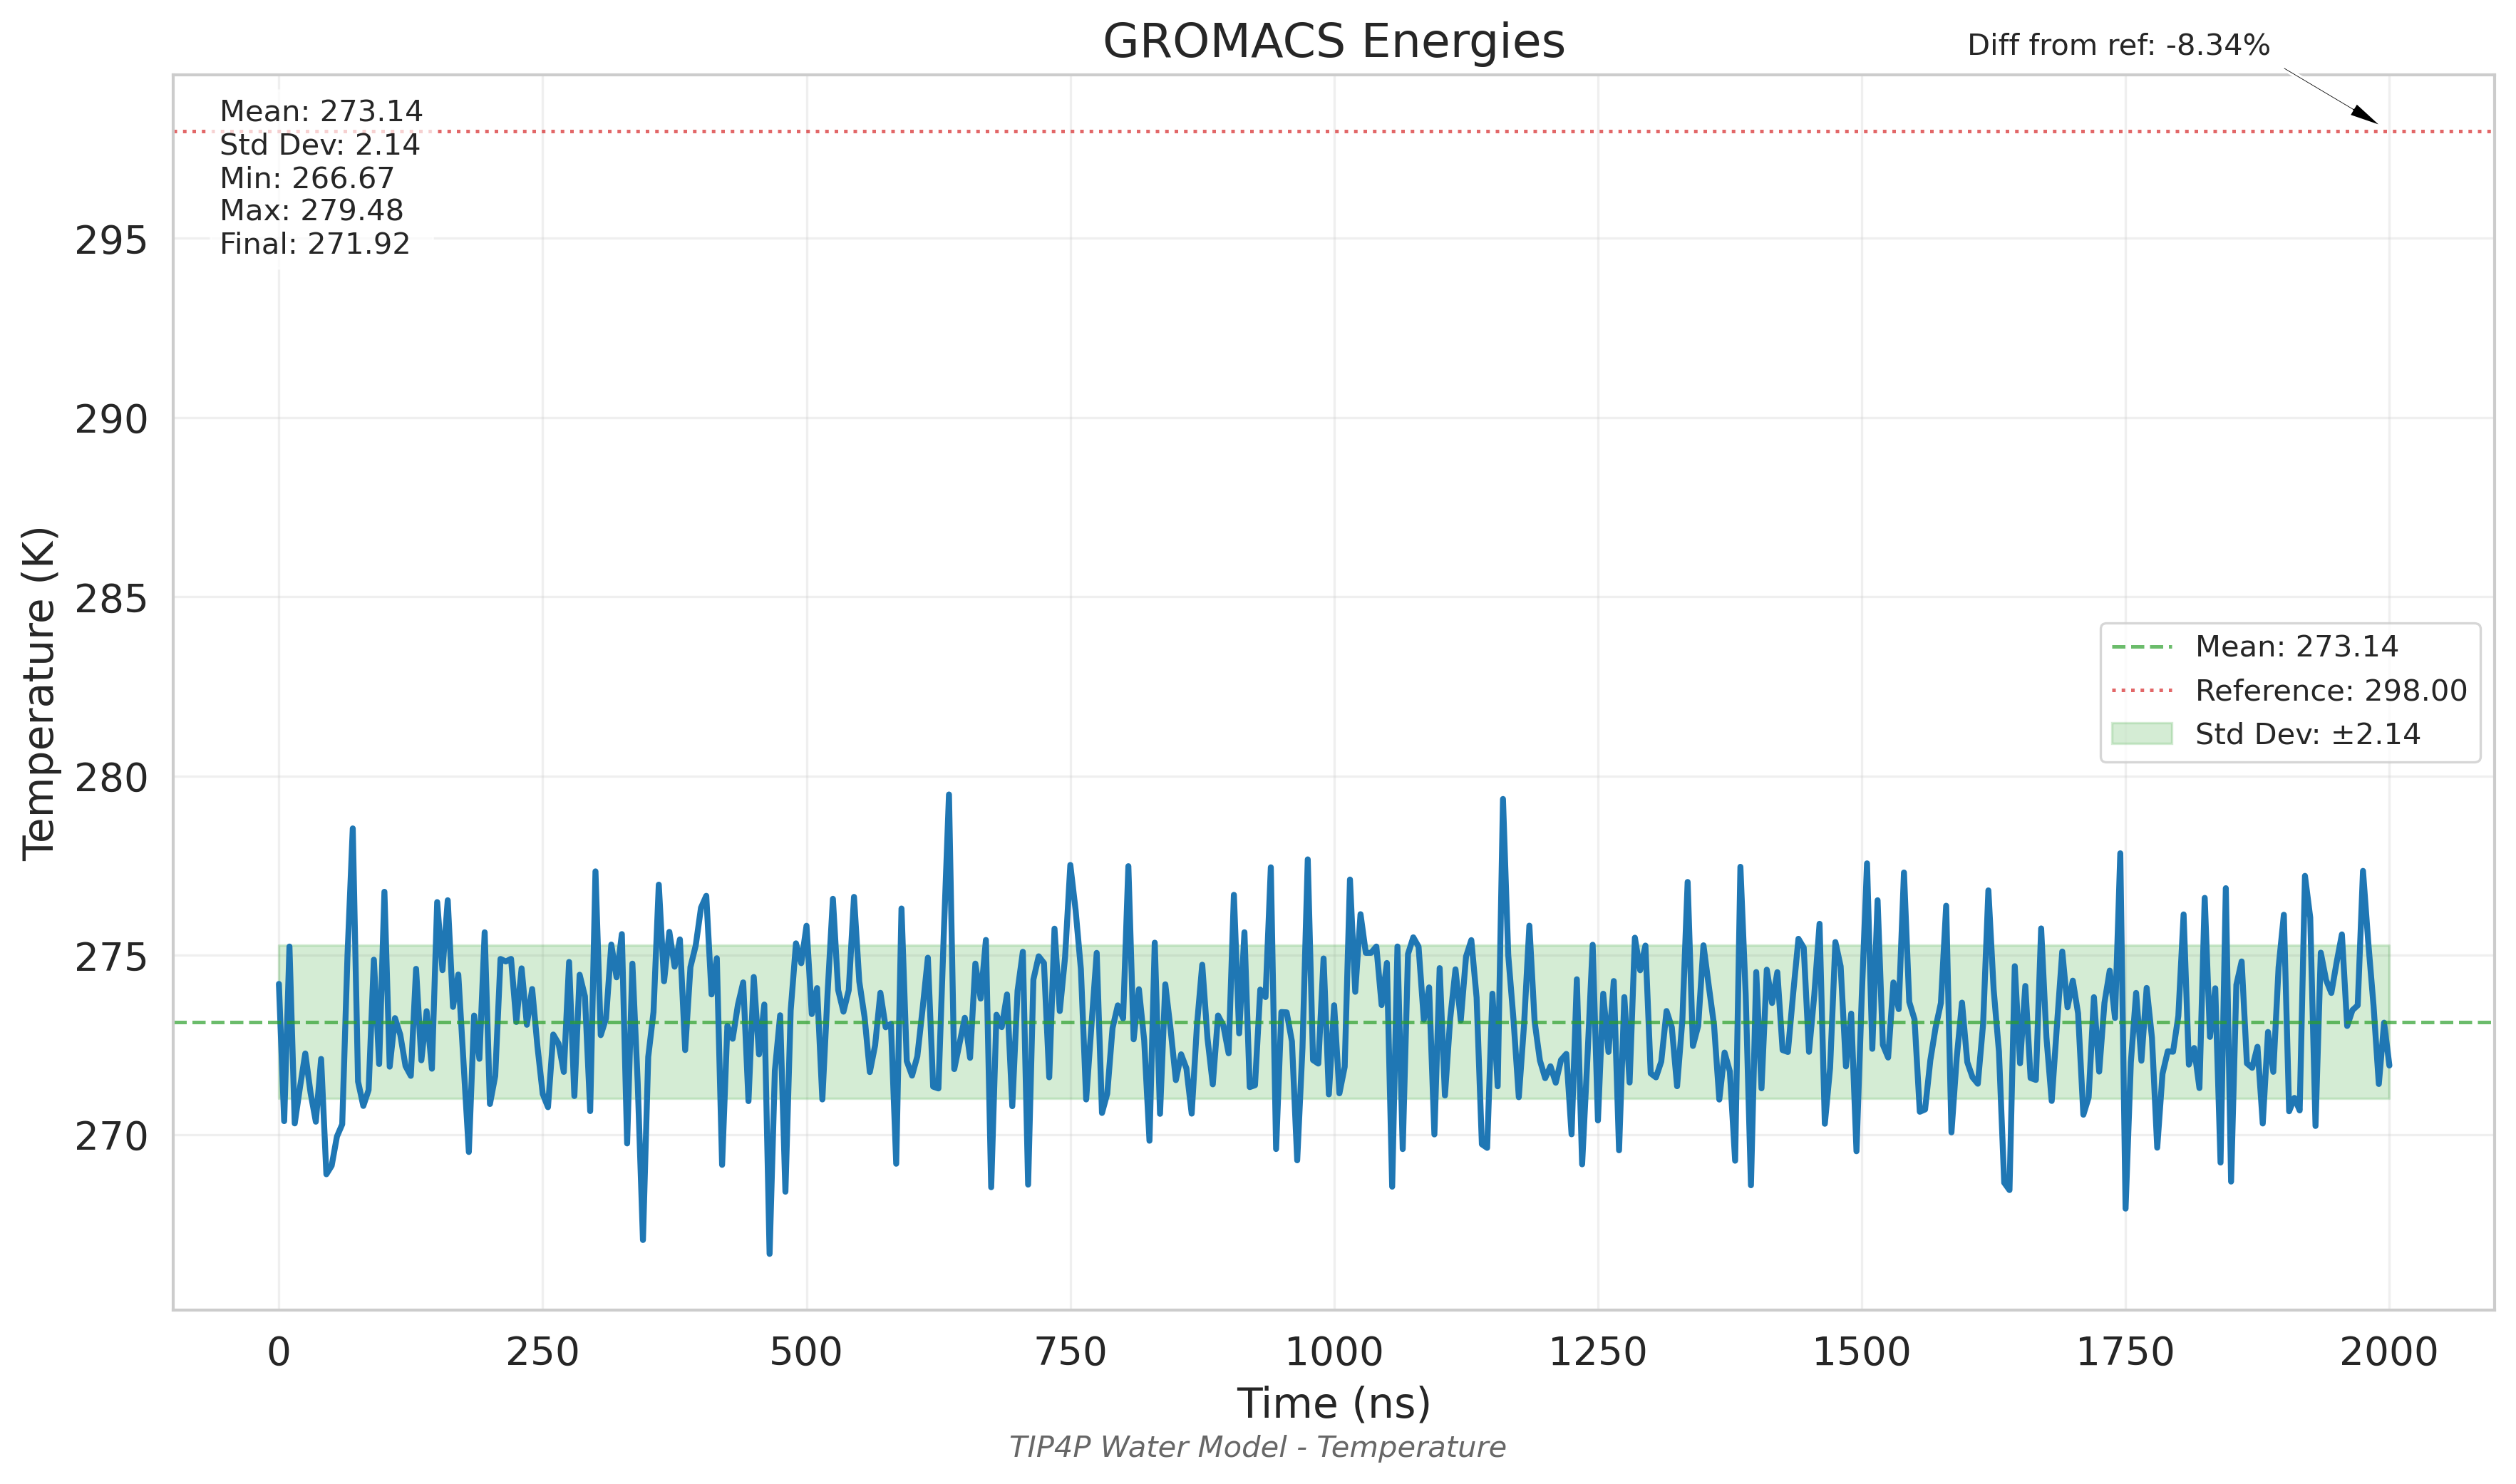 GROMACS Energies
Diff from ref: -8.34%
Mean: 273.14
Std Dev: 2.14
Min: 266.67
Max: 279.48
Final: 271.92
Temperature (K)
295
290
285
280
275
270
Mean: 273.14
Reference: 298.00
Std Dev: ±2.14
0 250 500 750 1000 1250 1500 1750 2000
Time (ns)
TIP4P Water Model - Temperature